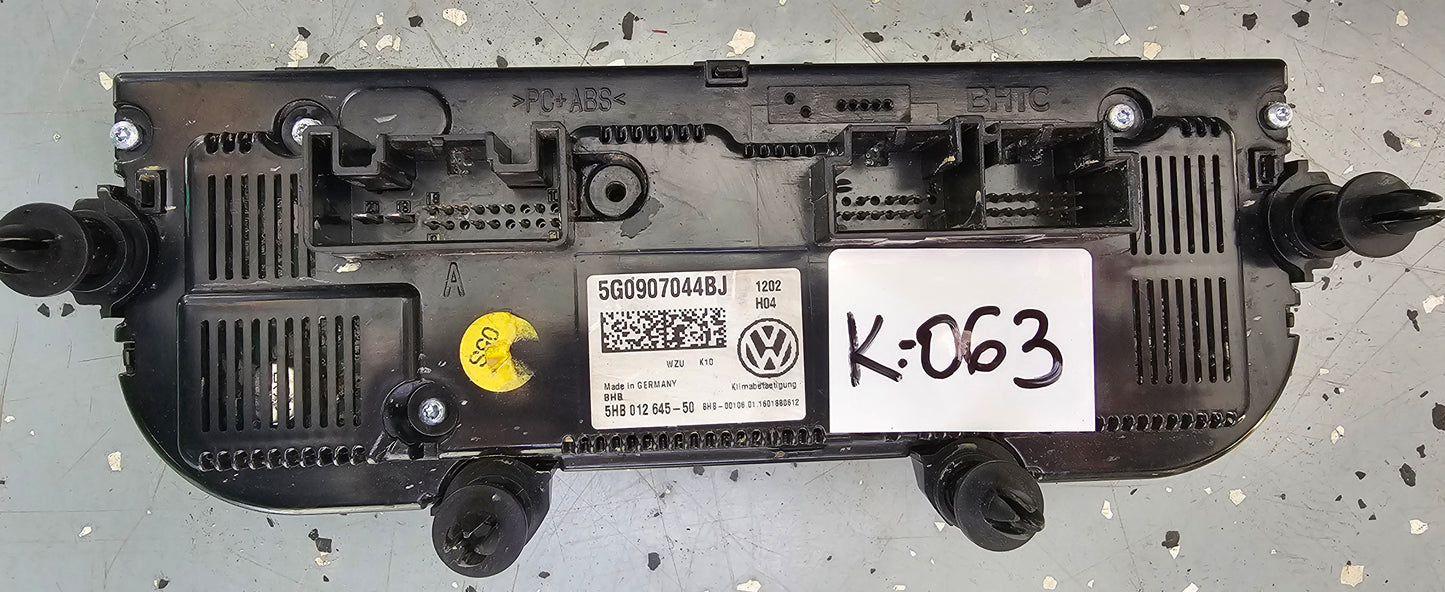 >PC+ABS<
BHTC
A
5G0907044BJ
1202
H04
WZU K10
Made in GERMANY
BHB
Klimabetaetigung
5HB 012 645-50
K:063